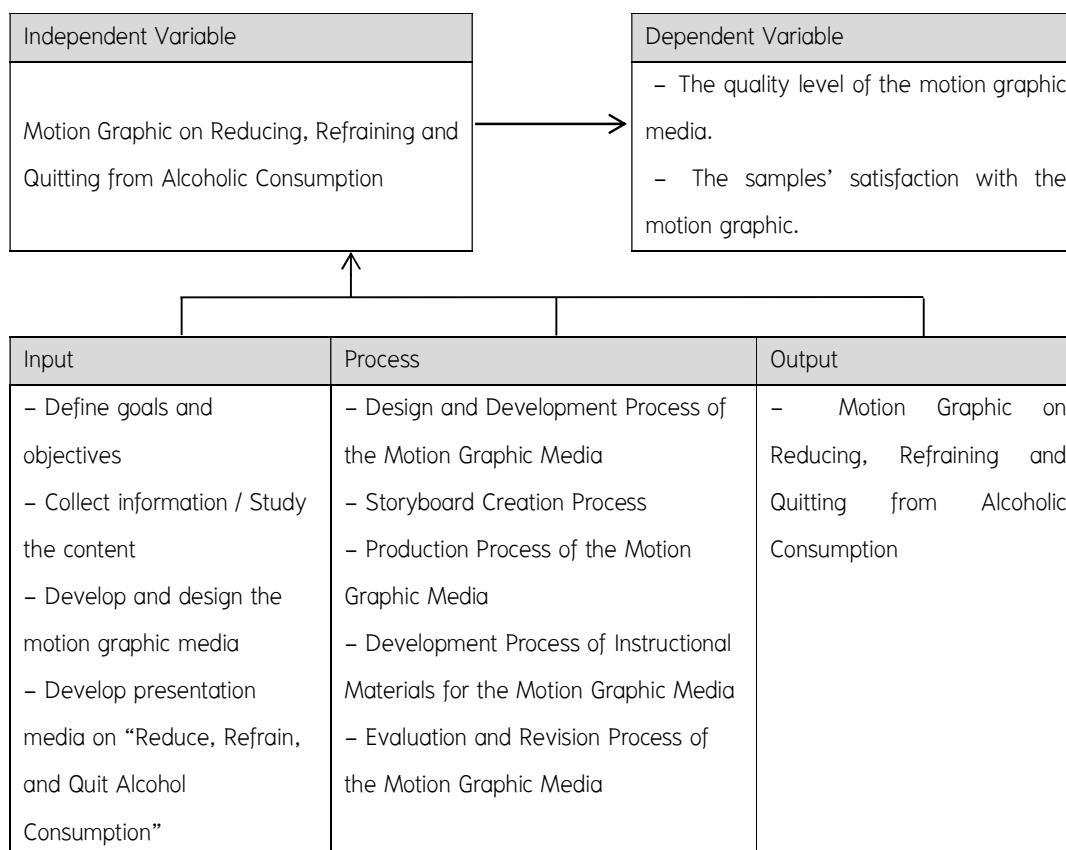 Independent Variable
Motion Graphic on Reducing, Refraining and
Quitting from Alcoholic Consumption
Dependent Variable
– The quality level of the motion graphic
media.
– The samples’ satisfaction with the
motion graphic.
Input
– Define goals and
objectives
– Collect information / Study
the content
– Develop and design the
motion graphic media
– Develop presentation
media on “Reduce, Refrain,
and Quit Alcohol
Consumption”
Process
– Design and Development Process of
the Motion Graphic Media
– Storyboard Creation Process
– Production Process of the Motion
Graphic Media
– Development Process of Instructional
Materials for the Motion Graphic Media
– Evaluation and Revision Process of
the Motion Graphic Media
Output
– Motion Graphic on
Reducing, Refraining and
Quitting from Alcoholic
Consumption